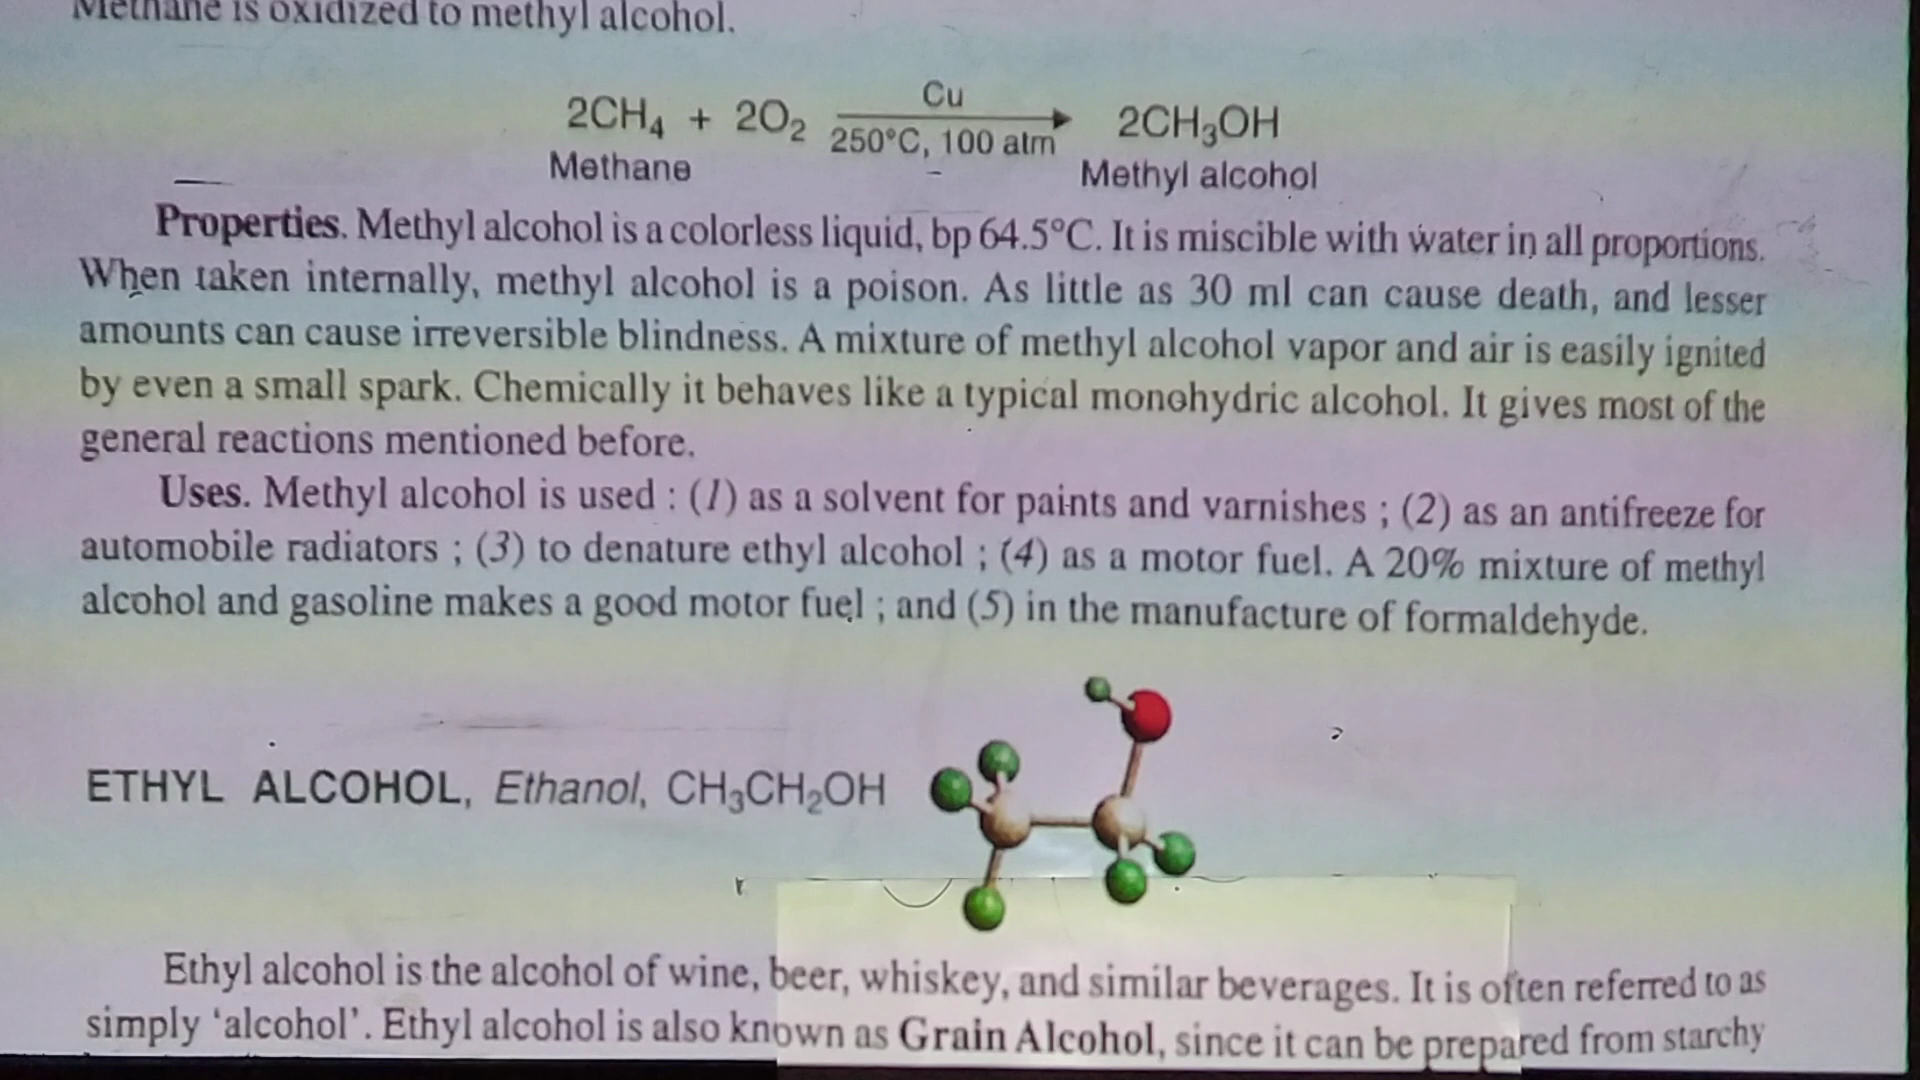 Methane is oxidized to methyl alcohol.
2CH₄ + 2O₂ Cu 250°C, 100 atm 2CH₃OH
Methane Methyl alcohol
Properties. Methyl alcohol is a colorless liquid, bp 64.5°C. It is miscible with water in all proportions.
When taken internally, methyl alcohol is a poison. As little as 30 ml can cause death, and lesser
amounts can cause irreversible blindness. A mixture of methyl alcohol vapor and air is easily ignited
by even a small spark. Chemically it behaves like a typical monohydric alcohol. It gives most of the
general reactions mentioned before.
Uses. Methyl alcohol is used : (1) as a solvent for paints and varnishes ; (2) as an antifreeze for
automobile radiators ; (3) to denature ethyl alcohol ; (4) as a motor fuel. A 20% mixture of methyl
alcohol and gasoline makes a good motor fuel ; and (5) in the manufacture of formaldehyde.
ETHYL ALCOHOL, Ethanol, CH₃CH₂OH
Ethyl alcohol is the alcohol of wine, beer, whiskey, and similar beverages. It is often referred to as
simply ‘alcohol’. Ethyl alcohol is also known as Grain Alcohol, since it can be prepared from starchy